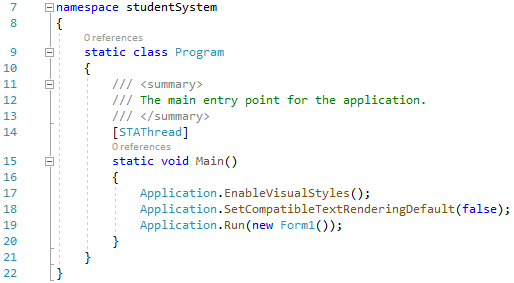 7 namespace studentSystem
8 {
0 references
9 static class Program
10 {
11 /// <summary>
12 /// The main entry point for the application.
13 /// </summary>
14 [STAThread]
0 references
15 static void Main()
16 {
17 Application.EnableVisualStyles();
18 Application.SetCompatibleTextRenderingDefault(false);
19 Application.Run(new Form1());
20 }
21 }
22 }